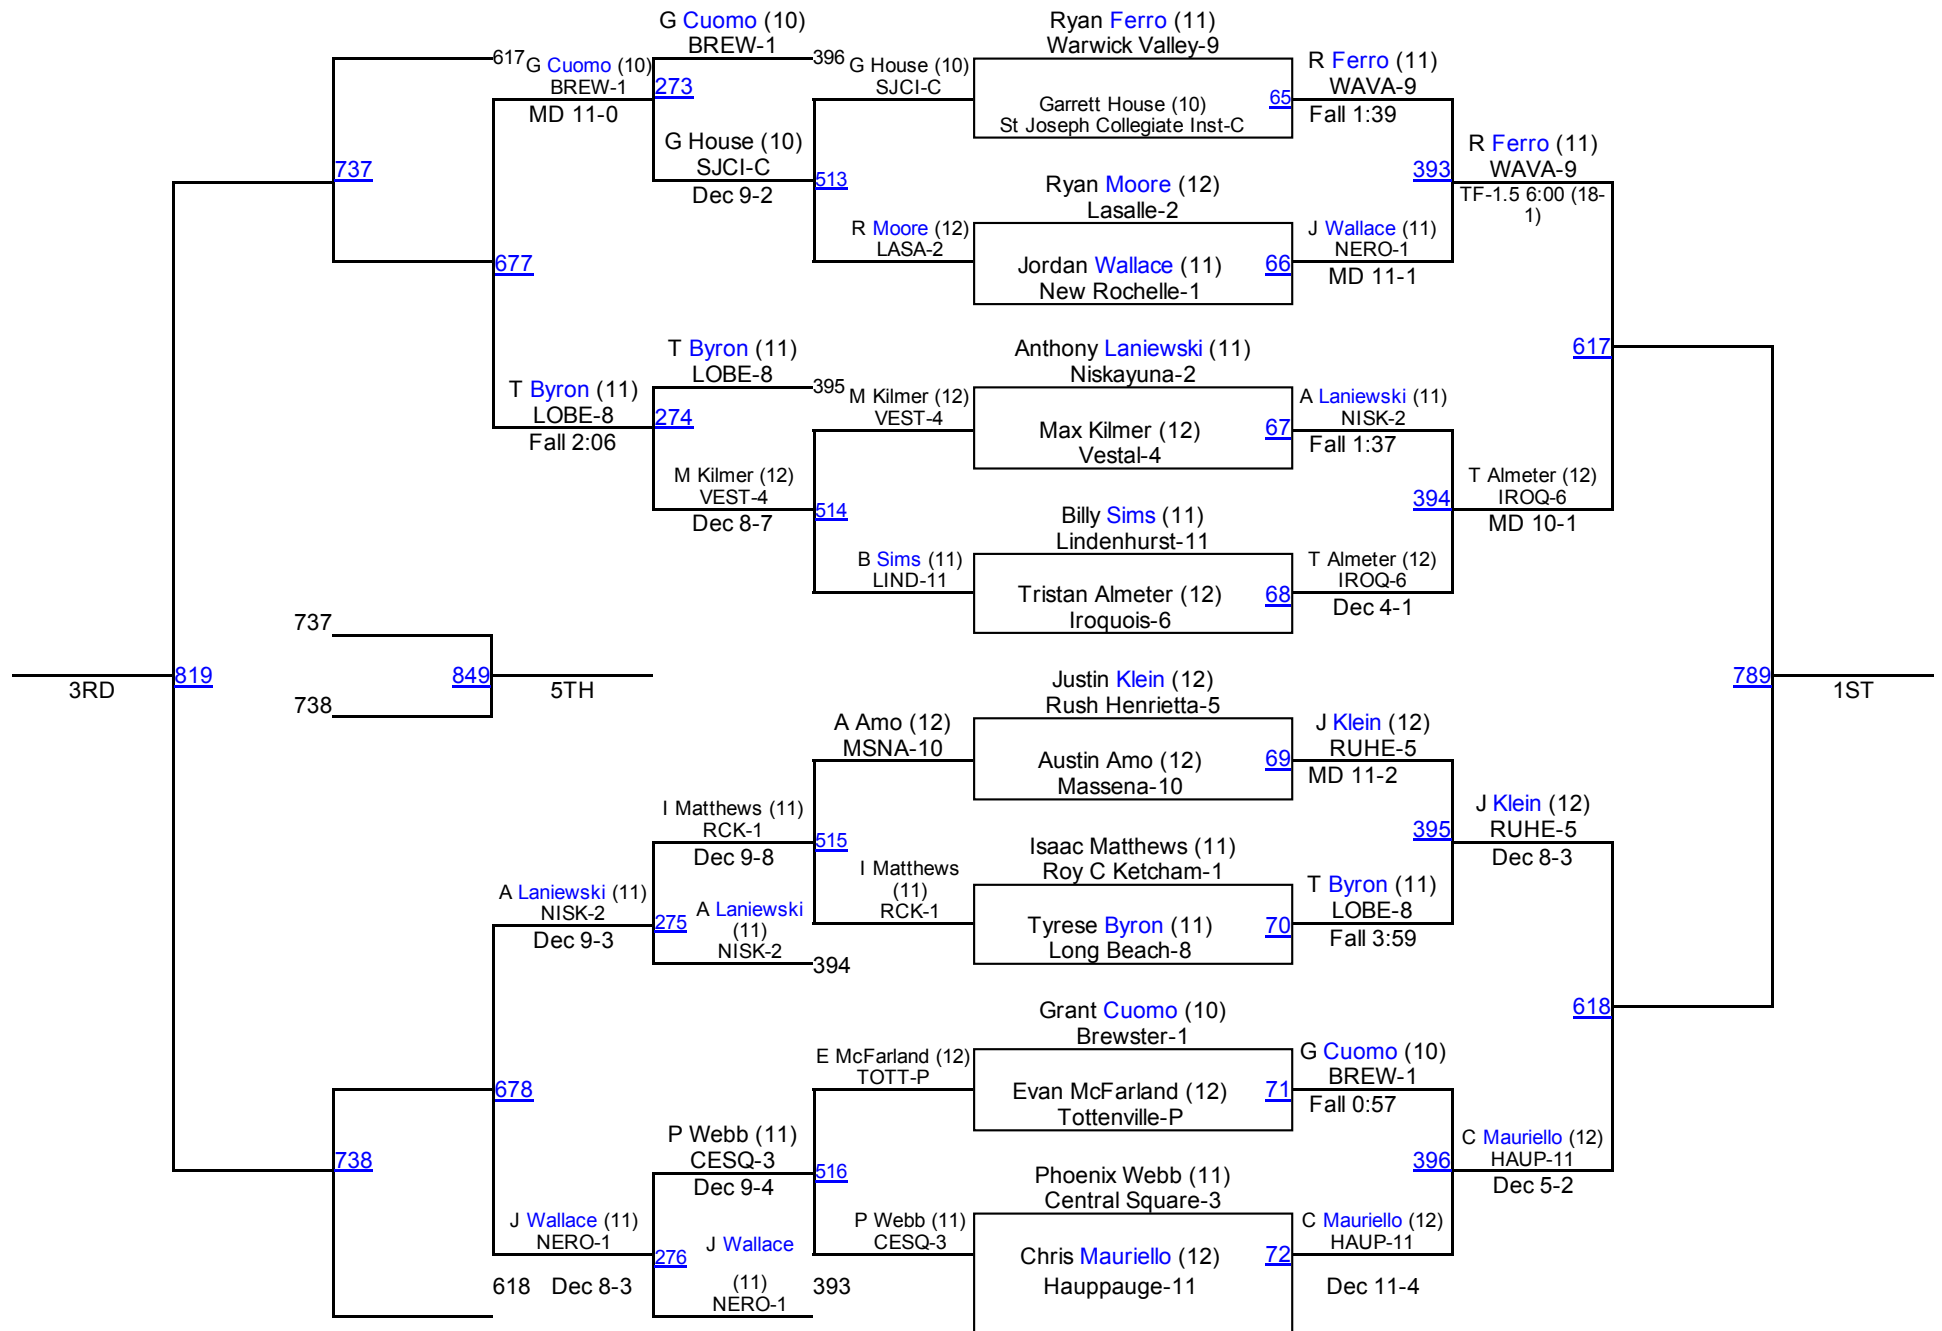 G Cuomo (10)
BREW-1
Ryan Ferro (11)
Warwick Valley-9
617
G Cuomo (10)
BREW-1
MD 11-0
273
396
G House (10)
SJCI-C
Garrett House (10)
St Joseph Collegiate Inst-C
65
R Ferro (11)
WAVA-9
Fall 1:39
G House (10)
SJCI-C
Dec 9-2
737
513
Ryan Moore (12)
Lasalle-2
393
R Ferro (11)
WAVA-9
TF-1.5 6:00 (18-
1)
R Moore (12)
LASA-2
677
Jordan Wallace (11)
New Rochelle-1
66
J Wallace (11)
NERO-1
MD 11-1
T Byron (11)
LOBE-8
Anthony Laniewski (11)
Niskayuna-2
617
T Byron (11)
LOBE-8
Fall 2:06
274
395
M Kilmer (12)
VEST-4
Max Kilmer (12)
Vestal-4
67
A Laniewski (11)
NISK-2
Fall 1:37
M Kilmer (12)
VEST-4
Dec 8-7
514
Billy Sims (11)
Lindenhurst-11
394
T Almeter (12)
IROQ-6
MD 10-1
B Sims (11)
LIND-11
Tristan Almeter (12)
Iroquois-6
68
T Almeter (12)
IROQ-6
Dec 4-1
737
3RD
819
849
5TH
738
Justin Klein (12)
Rush Henrietta-5
789
1ST
A Amo (12)
MSNA-10
Austin Amo (12)
Massena-10
69
J Klein (12)
RUHE-5
MD 11-2
I Matthews (11)
RCK-1
Dec 9-8
515
Isaac Matthews (11)
Roy C Ketcham-1
395
J Klein (12)
RUHE-5
Dec 8-3
A Laniewski (11)
NISK-2
Dec 9-3
275
A Laniewski
(11)
NISK-2
394
I Matthews
(11)
RCK-1
Tyrese Byron (11)
Long Beach-8
70
T Byron (11)
LOBE-8
Fall 3:59
Grant Cuomo (10)
Brewster-1
618
E McFarland (12)
TOTT-P
678
Evan McFarland (12)
Tottenville-P
71
G Cuomo (10)
BREW-1
Fall 0:57
P Webb (11)
CESQ-3
Dec 9-4
738
516
Phoenix Webb (11)
Central Square-3
396
C Mauriello (12)
HAUP-11
Dec 5-2
J Wallace (11)
NERO-1
618
Dec 8-3
276
J Wallace
(11)
NERO-1
393
P Webb (11)
CESQ-3
Chris Mauriello (12)
Hauppauge-11
72
C Mauriello (12)
HAUP-11
Dec 11-4